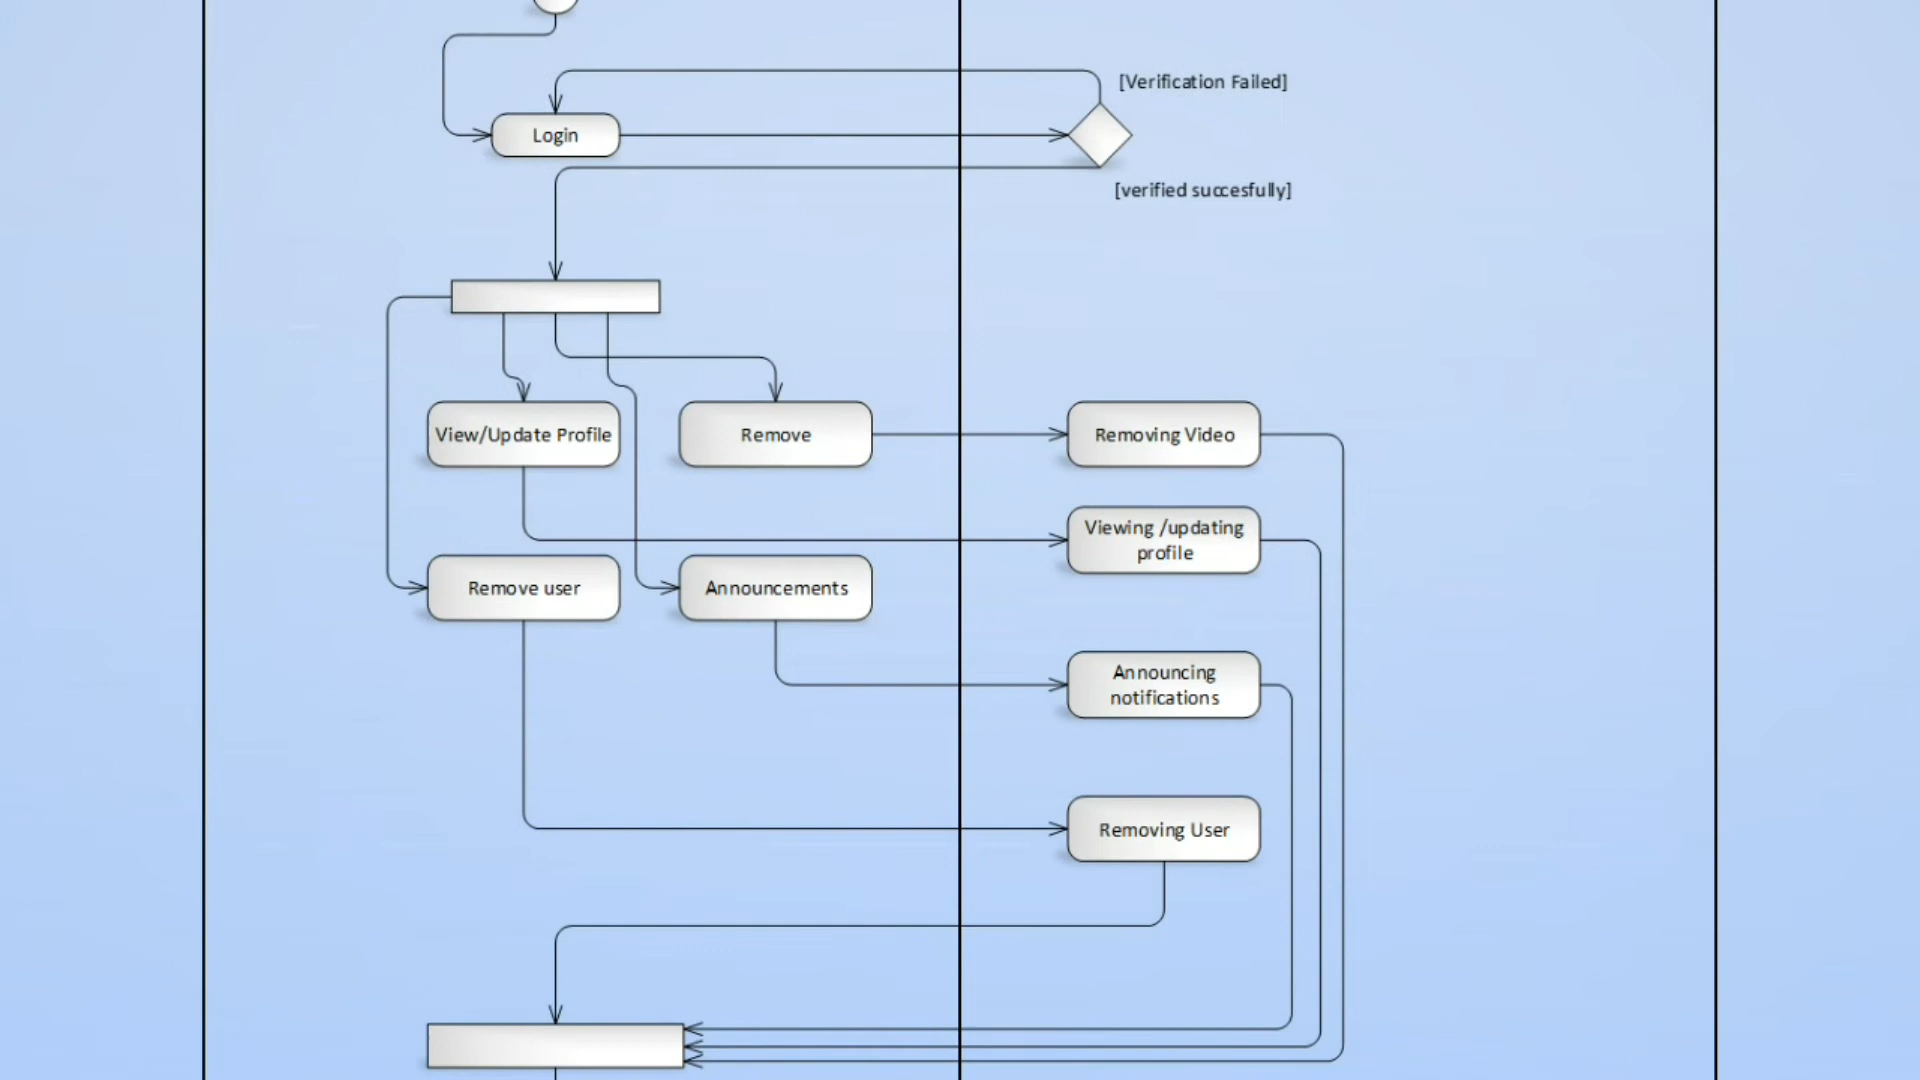 [Verification Failed]
Login
[verified succesfully]
View/Update Profile
Remove
Removing Video
Viewing /updating
profile
Remove user
Announcements
Announcing
notifications
Removing User